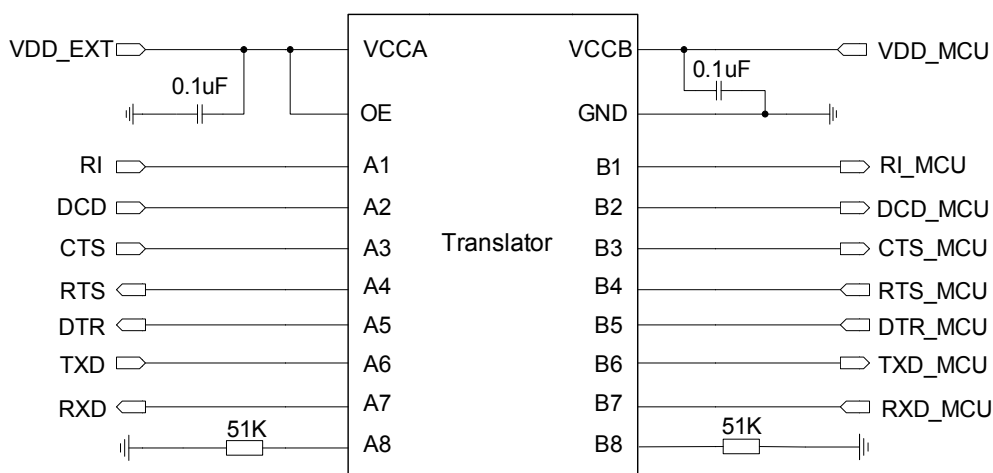 VDD_EXT VCCA VCCB VDD_MCU
0.1uF 0.1uF
OE GND
RI A1 B1 RI_MCU
DCD A2 B2 DCD_MCU
CTS A3 Translator B3 CTS_MCU
RTS A4 B4 RTS_MCU
DTR A5 B5 DTR_MCU
TXD A6 B6 TXD_MCU
RXD A7 B7 RXD_MCU
51K A8 B8 51K